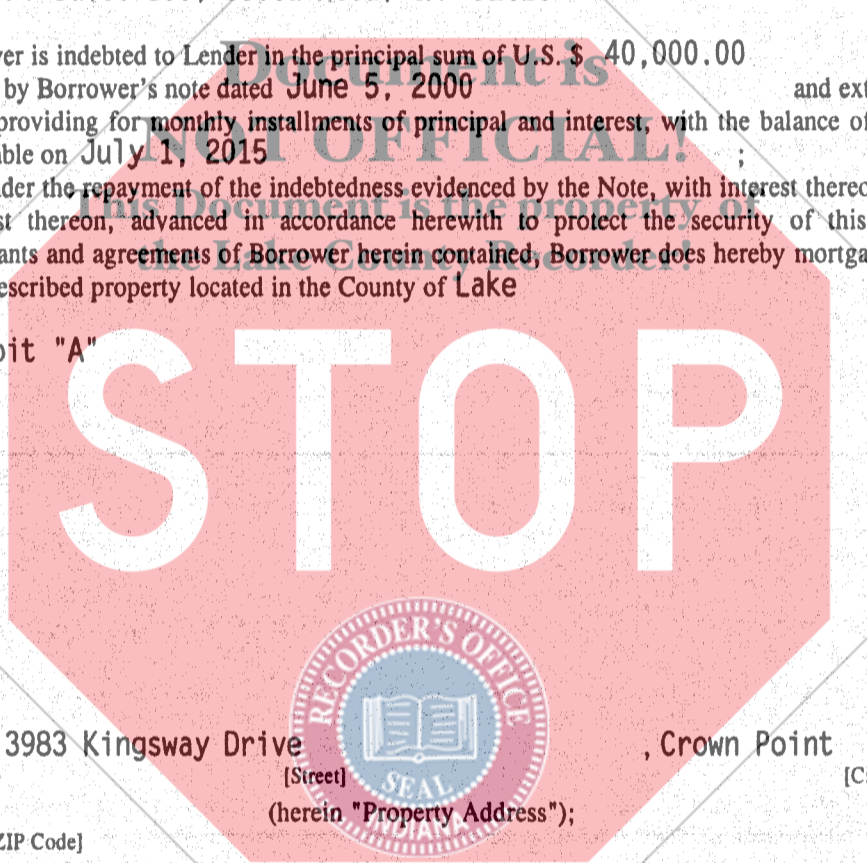 er is indebted to Lender in the principal sum of U.S. $ 40,000.00
by Borrower's note dated June 5, 2000 and ext
providing for monthly installments of principal and interest, with the balance of
ble on July 1, 2015 ;
der the repayment of the indebtedness evidenced by the Note, with interest thereo
st thereon, advanced in accordance herewith to protect the security of this
ants and agreements of Borrower herein contained, Borrower does hereby mortga
escribed property located in the County of Lake
Document is
NOT OFFICIAL!
This Document is the property of
the Lake County Recorder!
bit "A"
STOP
RECORDER'S OFFICE
SEAL
INDIANA
3983 Kingsway Drive , Crown Point
[Street] [C
(herein "Property Address");
ZIP Code]